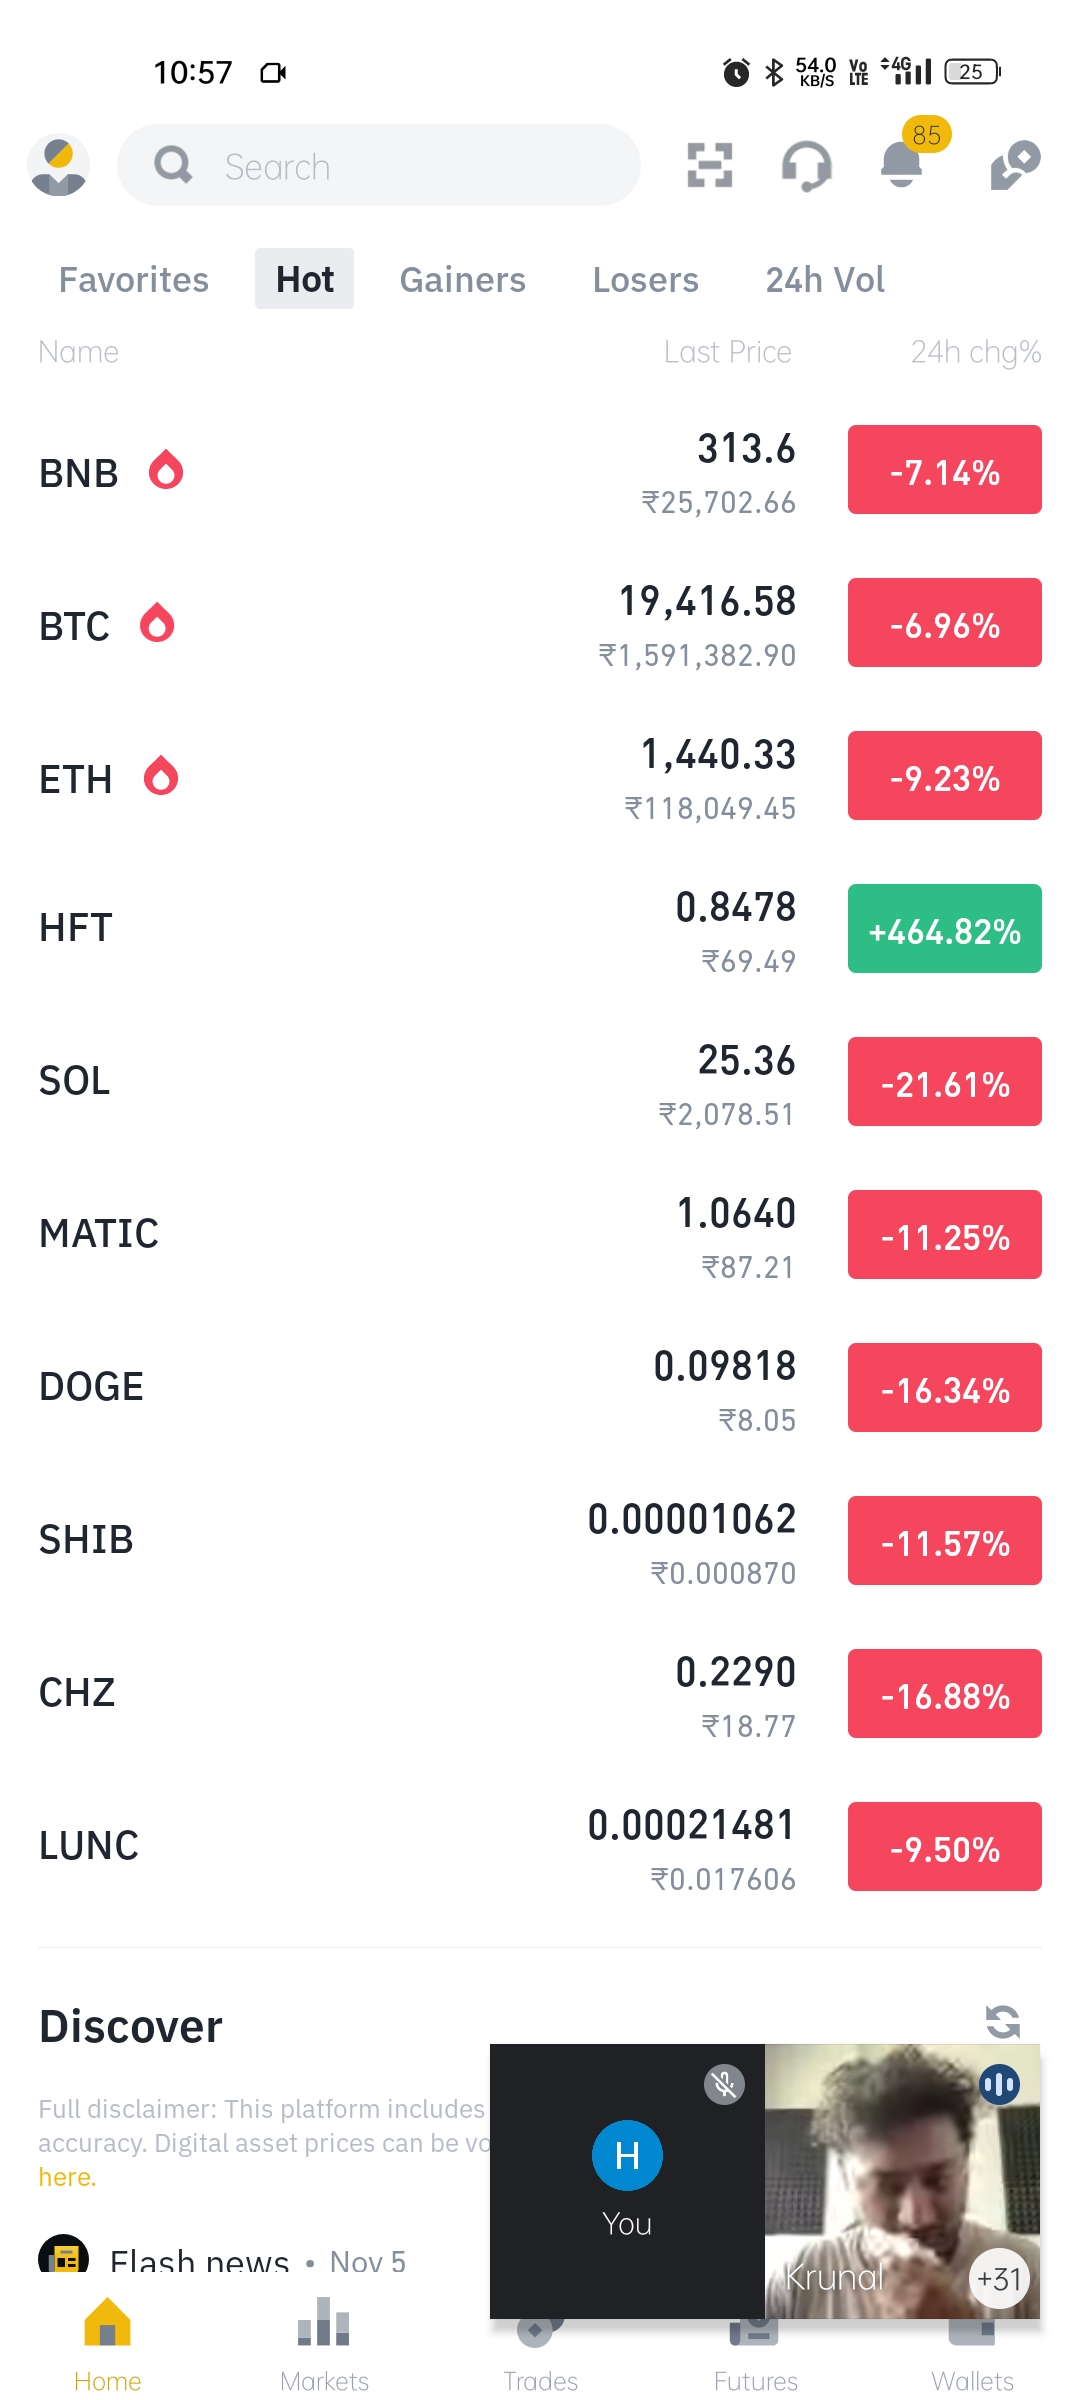 10:57 54.0 KB/S Vo LTE 4G 25
Search 85
Favorites Hot Gainers Losers 24h Vol
Name Last Price 24h chg%
BNB 313.6 -7.14%
₹25,702.66
BTC 19,416.58 -6.96%
₹1,591,382.90
ETH 1,440.33 -9.23%
₹118,049.45
HFT 0.8478 +464.82%
₹69.49
SOL 25.36 -21.61%
₹2,078.51
MATIC 1.0640 -11.25%
₹87.21
DOGE 0.09818 -16.34%
₹8.05
SHIB 0.00001062 -11.57%
₹0.000870
CHZ 0.2290 -16.88%
₹18.77
LUNC 0.00021481 -9.50%
₹0.017606
Discover
Full disclaimer: This platform includes
accuracy. Digital asset prices can be vo
here.
H
You
Krunal
+31
Flash news • Nov 5
Home Markets Trades Futures Wallets